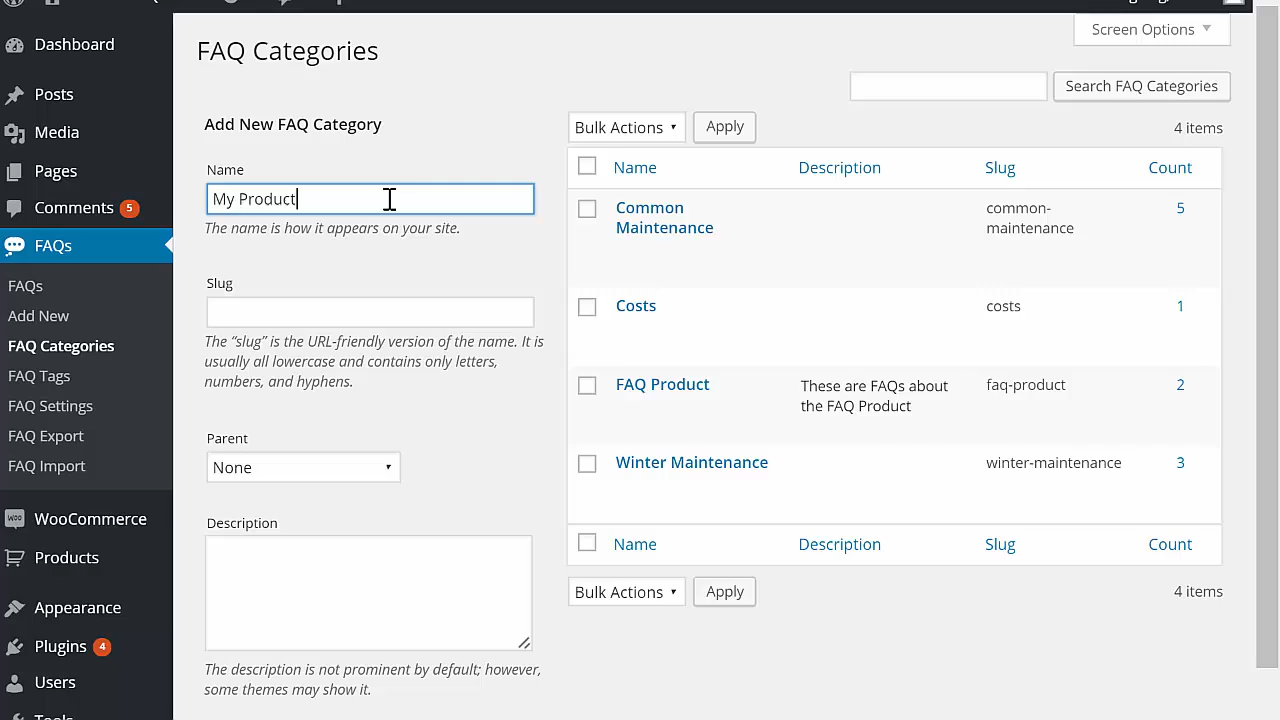 Dashboard
Posts
Media
Pages
Comments 5
FAQs
FAQs
Add New
FAQ Categories
FAQ Tags
FAQ Settings
FAQ Export
FAQ Import
WooCommerce
Products
Appearance
Plugins 4
Users
Tools
Screen Options
FAQ Categories
Search FAQ Categories
Add New FAQ Category
Name
My Product
The name is how it appears on your site.
Slug
The “slug” is the URL-friendly version of the name. It is
usually all lowercase and contains only letters,
numbers, and hyphens.
Parent
None
Description
The description is not prominent by default; however,
some themes may show it.
Bulk Actions Apply 4 items
Name Description Slug Count
Common common- 5
Maintenance maintenance
Costs costs 1
FAQ Product These are FAQs about faq-product 2
the FAQ Product
Winter Maintenance winter-maintenance 3
Name Description Slug Count
Bulk Actions Apply 4 items